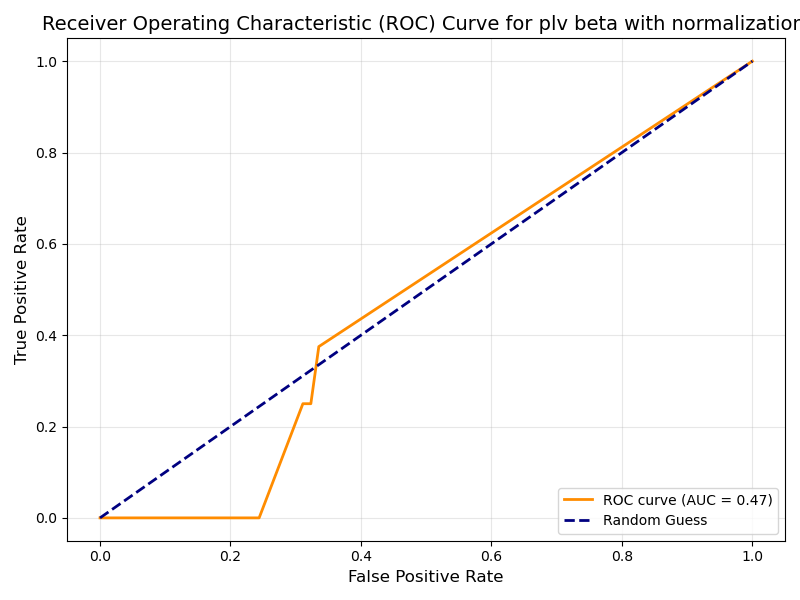 Receiver Operating Characteristic (ROC) Curve for plv beta with normalization
True Positive Rate
1.0
0.8
0.6
0.4
0.2
0.0
0.0 0.2 0.4 0.6 0.8 1.0
False Positive Rate
ROC curve (AUC = 0.47)
Random Guess